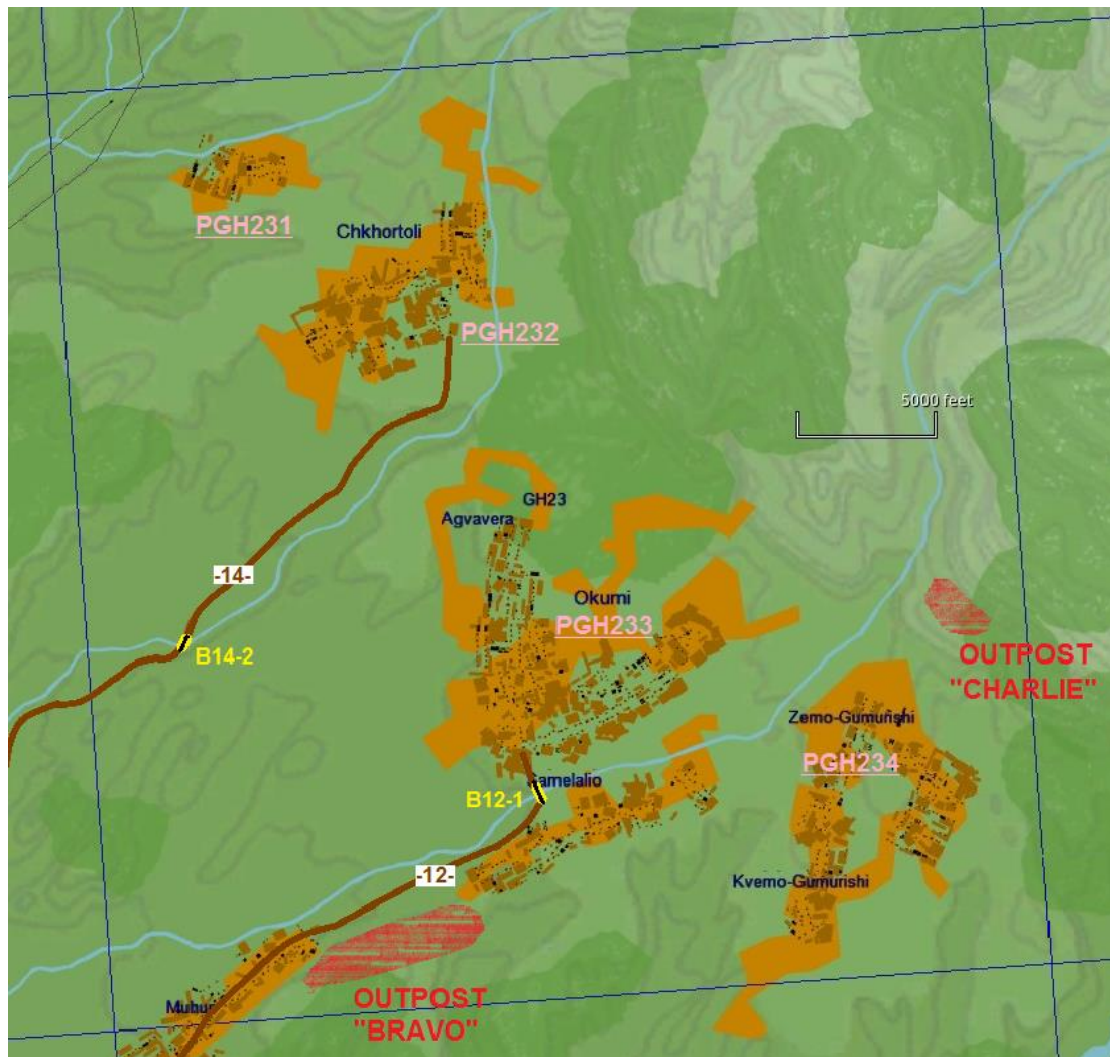 PGH231
Chkhortoli
PGH232
5000 feet
GH23
Agvavera
-14-
Okumi
PGH233
B14-2
OUTPOST
"CHARLIE"
Zemo-Gumurishi
PGH234
B12-1
-12-
Kvemo-Gumurishi
OUTPOST
"BRAVO"